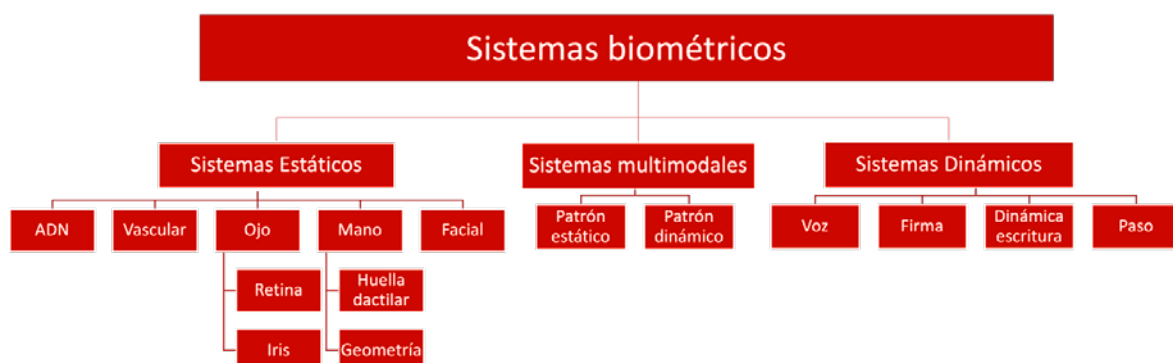 Sistemas biométricos
Sistemas Estáticos
Sistemas multimodales
Sistemas Dinámicos
ADN
Vascular
Ojo
Mano
Facial
Patrón
estático
Patrón
dinámico
Voz
Firma
Dinámica
escritura
Paso
Retina
Huella
dactilar
Iris
Geometría